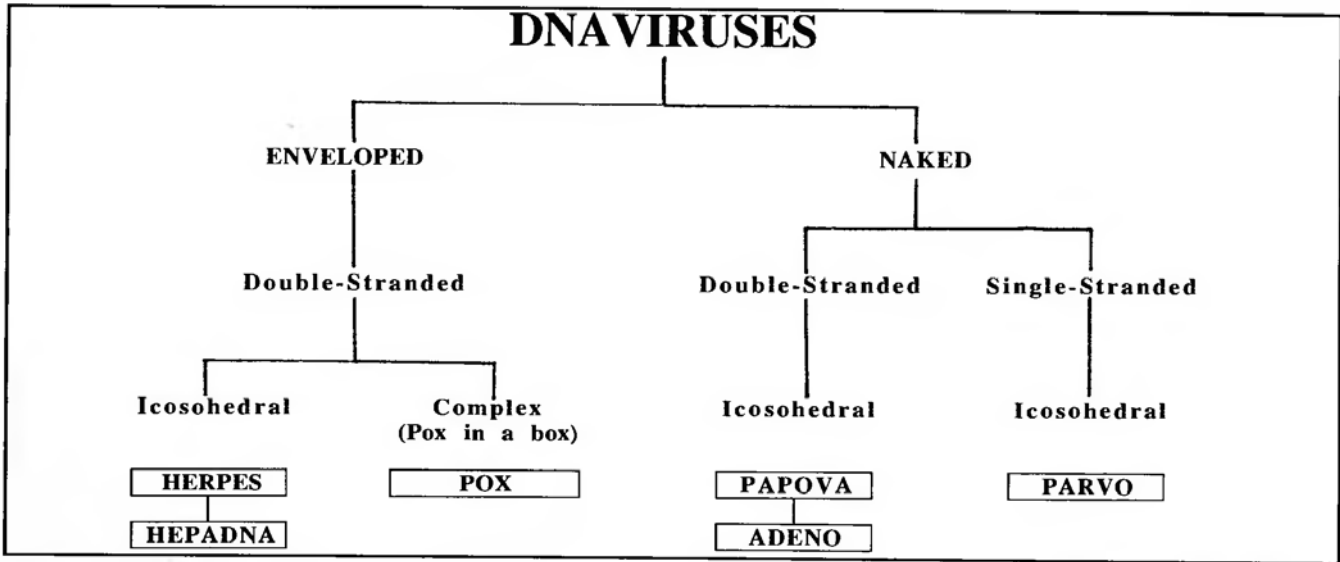 DNAVIRUSES
ENVELOPED
NAKED
Double-Stranded
Double-Stranded
Single-Stranded
Icosohedral
Complex
(Pox in a box)
Icosohedral
Icosohedral
HERPES
POX
PAPOVA
PARVO
HEPADNA
ADENO